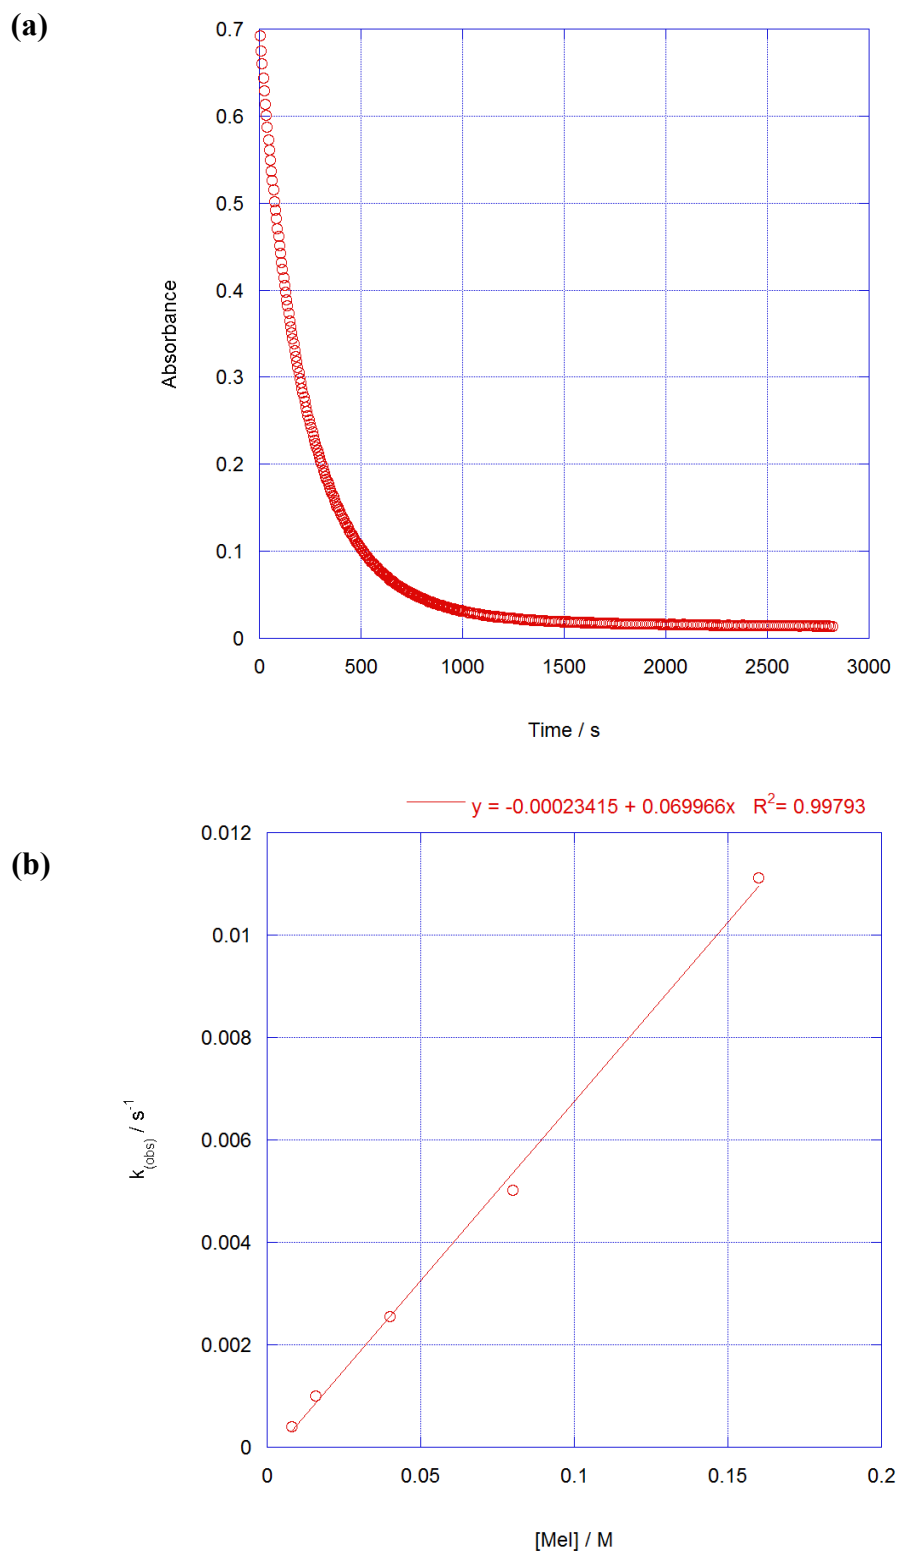 (a)
0.7
0.6
0.5
0.4
0.3
0.2
0.1
0
Absorbance
0 500 1000 1500 2000 2500 3000
Time / s
y = -0.00023415 + 0.069966x R²= 0.99793
(b)
0.012
0.01
0.008
0.006
0.004
0.002
0
k(obs) / s⁻¹
0 0.05 0.1 0.15 0.2
[MeI] / M